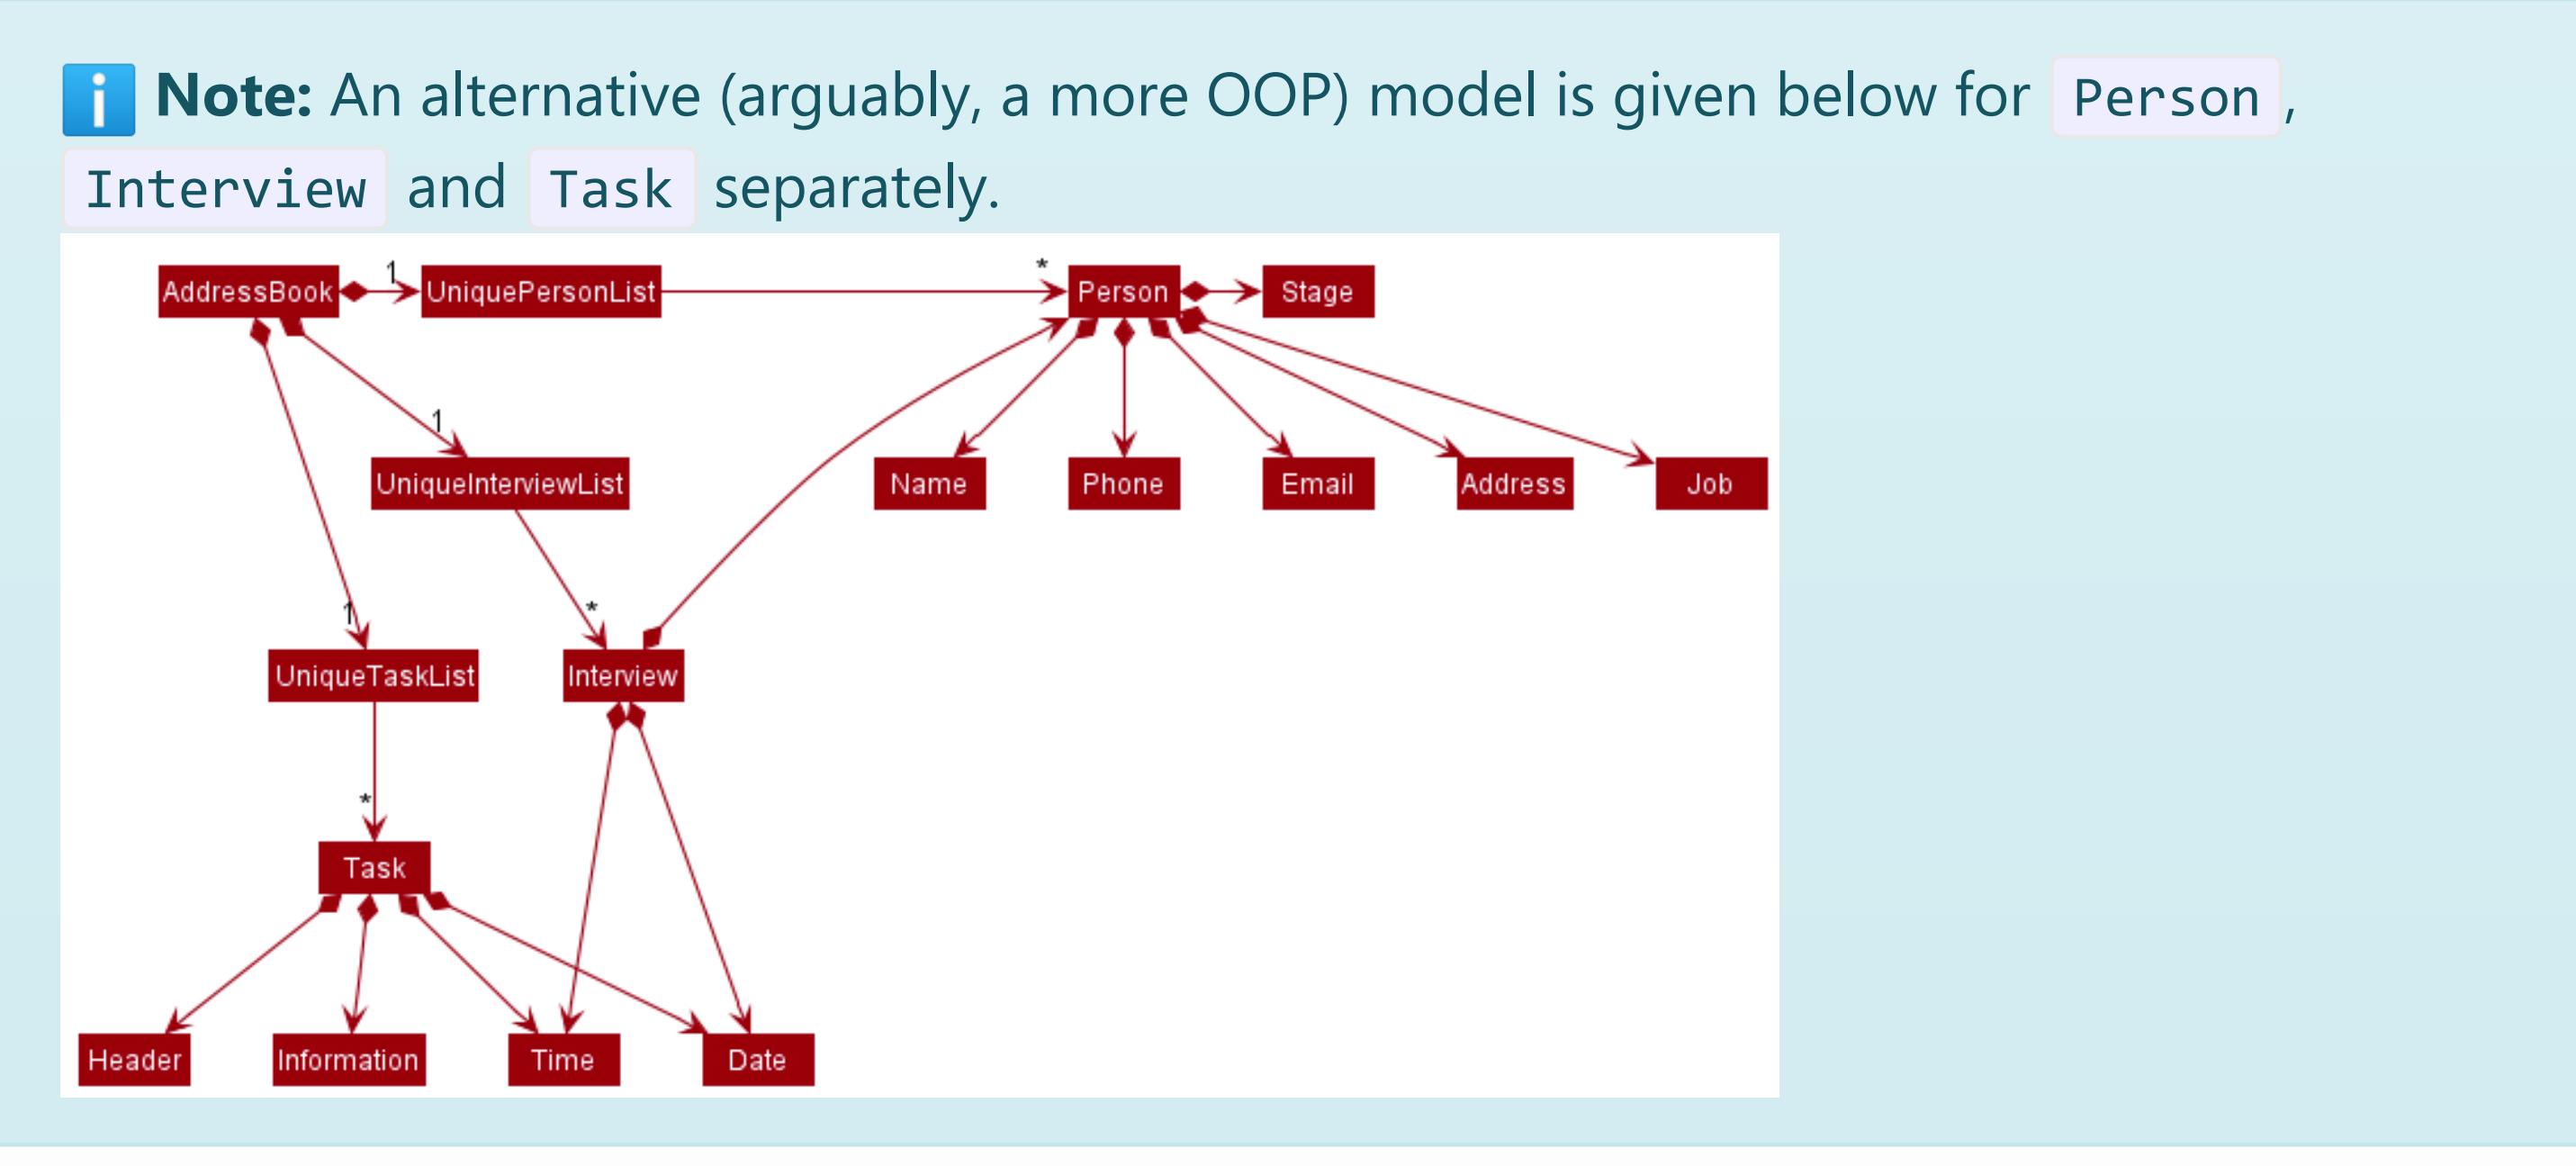 Note: An alternative (arguably, a more OOP) model is given below for Person,
Interview and Task separately.
AddressBook 1 UniquePersonList * Person Stage
1
UniqueInterviewList Name Phone Email Address Job
1 *
UniqueTaskList Interview
*
Task
Header Information Time Date